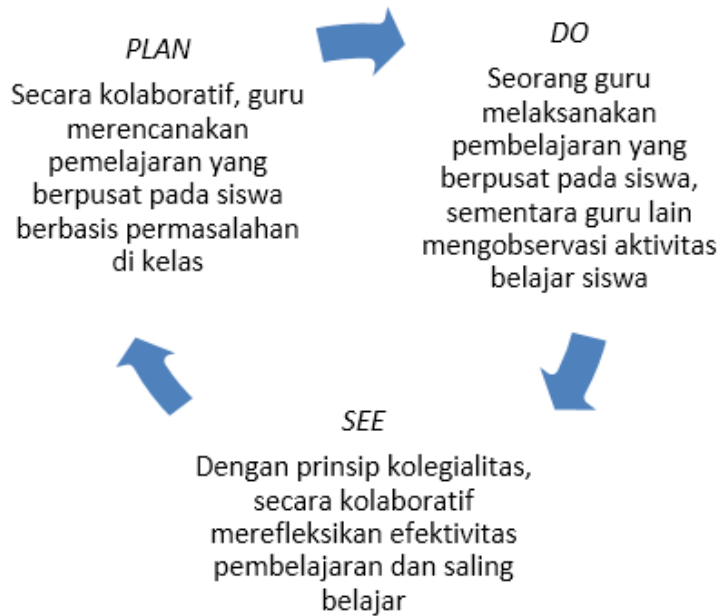 PLAN
Secara kolaboratif, guru
merencanakan
pemelajaran yang
berpusat pada siswa
berbasis permasalahan
di kelas
DO
Seorang guru
melaksanakan
pembelajaran yang
berpusat pada siswa,
sementara guru lain
mengobservasi aktivitas
belajar siswa
SEE
Dengan prinsip kolegialitas,
secara kolaboratif
merefleksikan efektivitas
pembelajaran dan saling
belajar